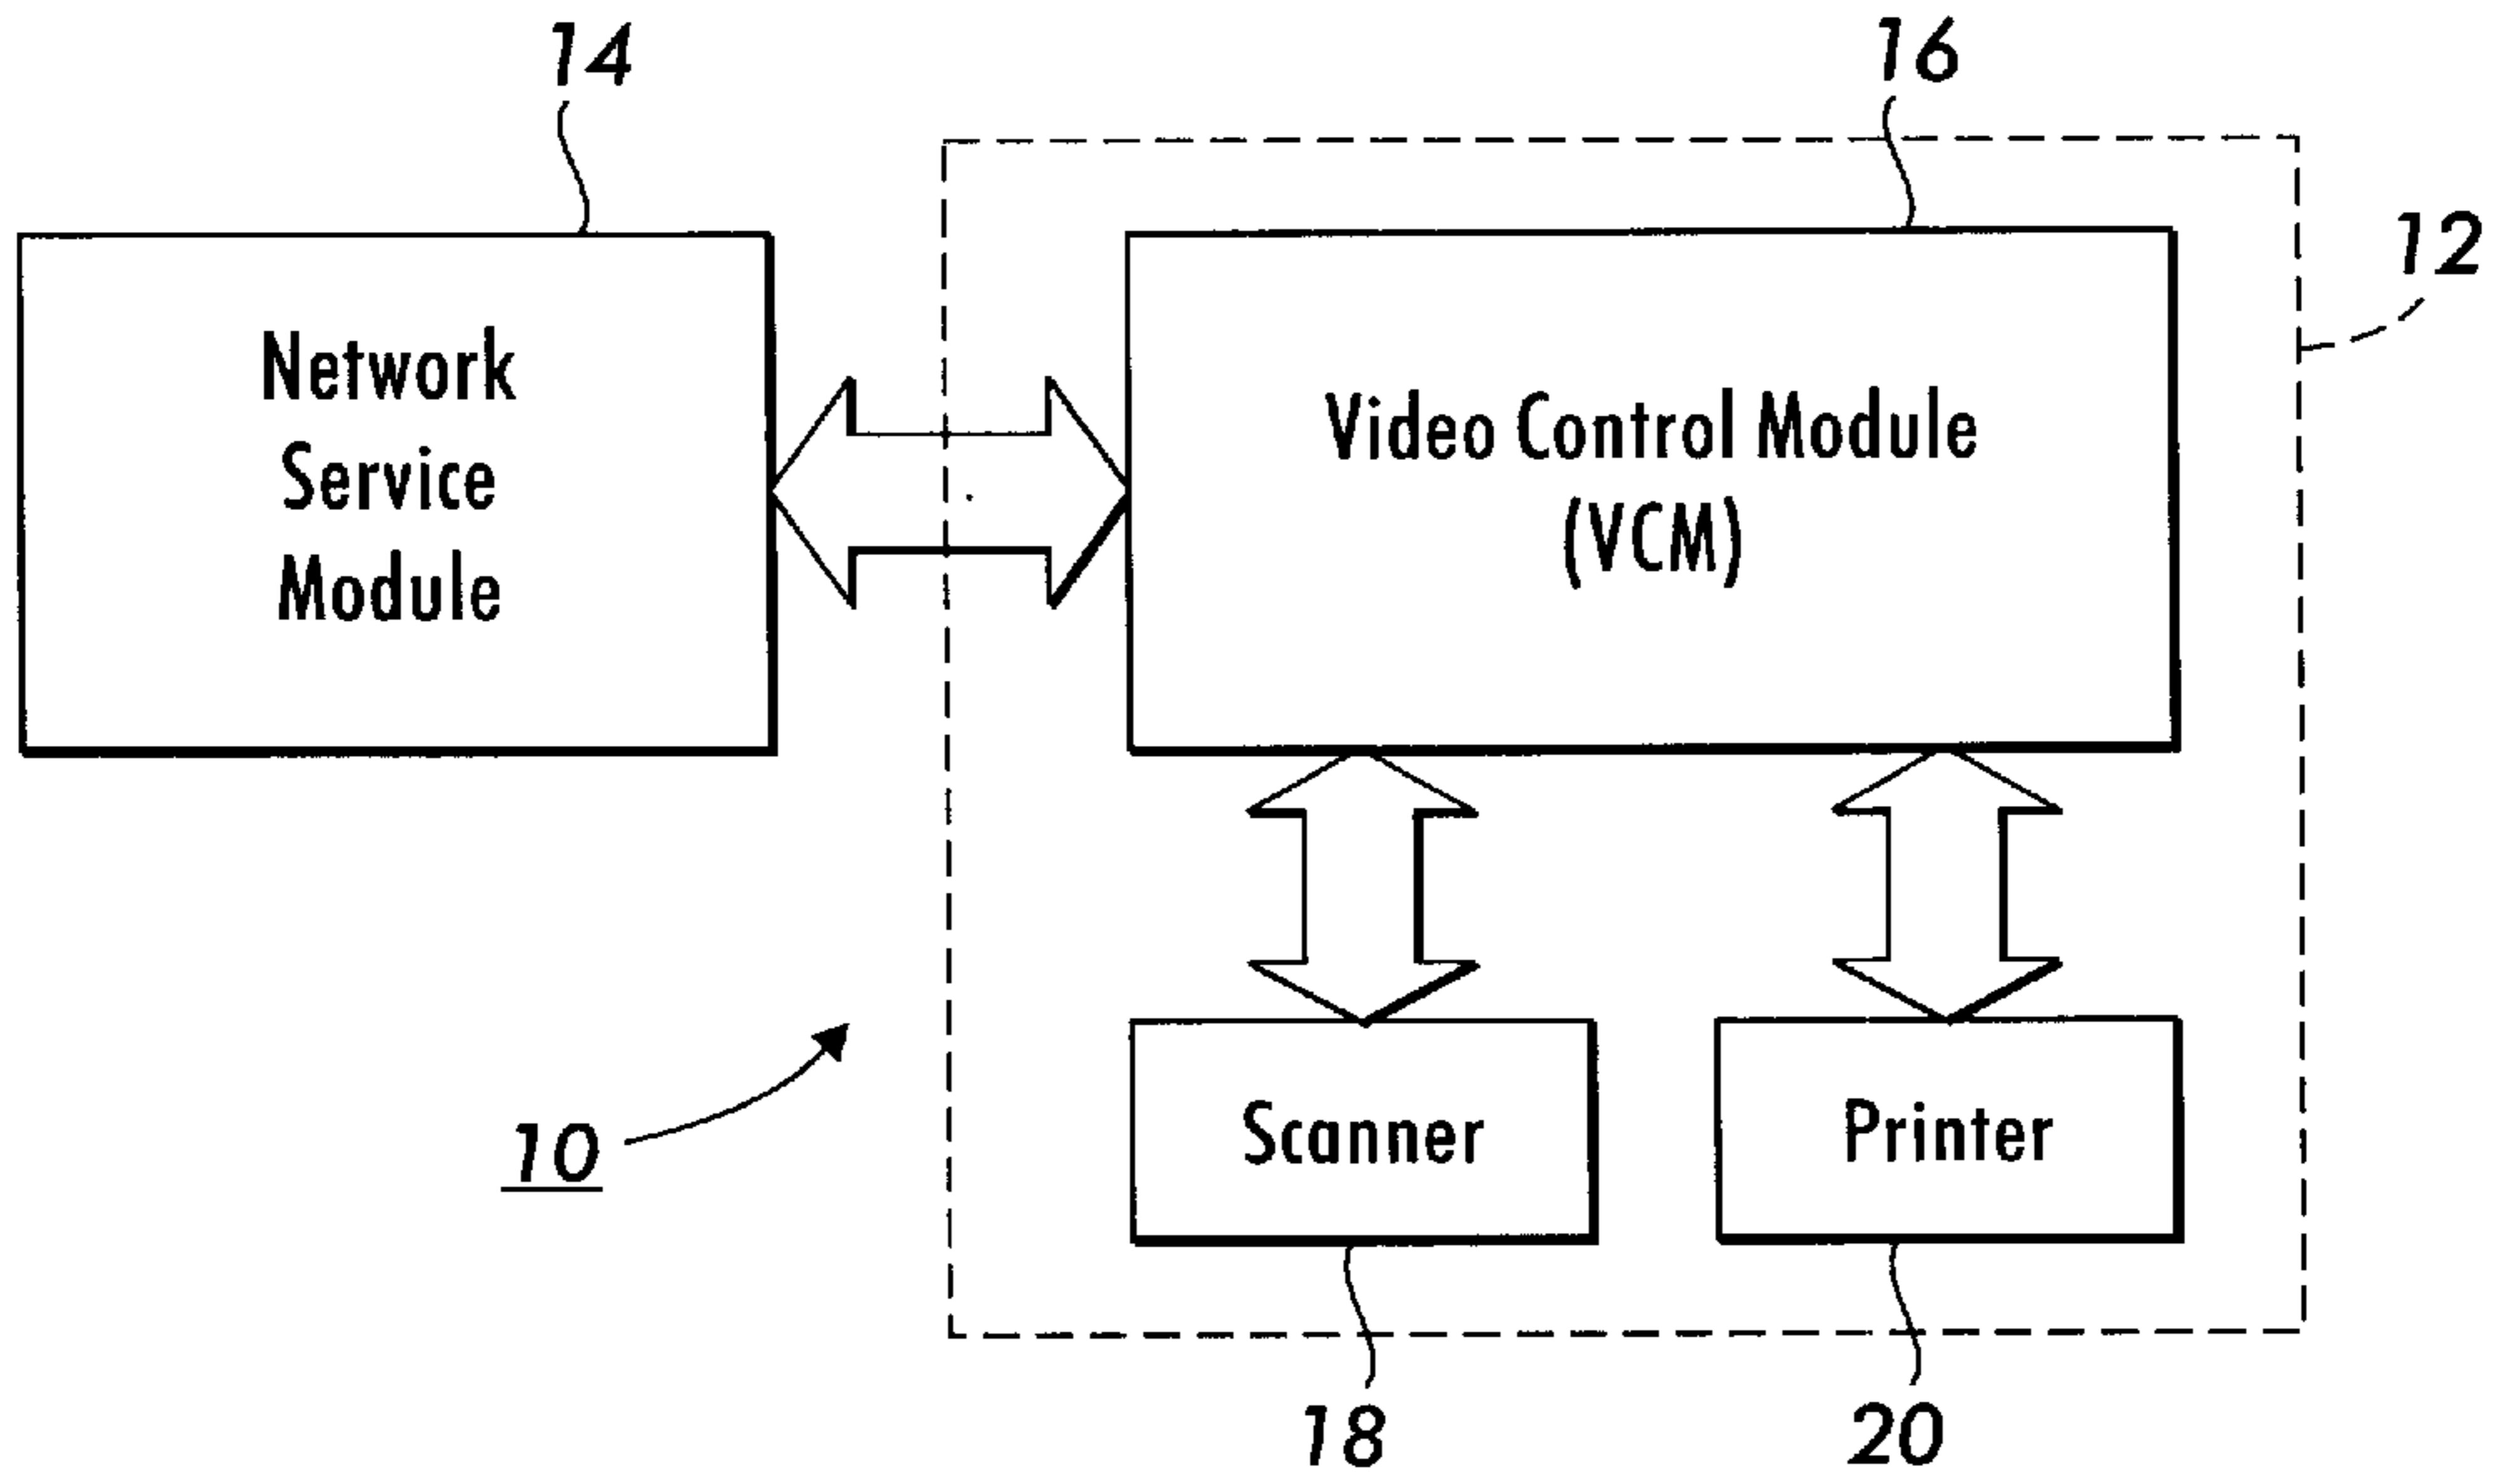 14
16
12
Network
Service
Module
Video Control Module
(VCM)
10
Scanner
Printer
18
20